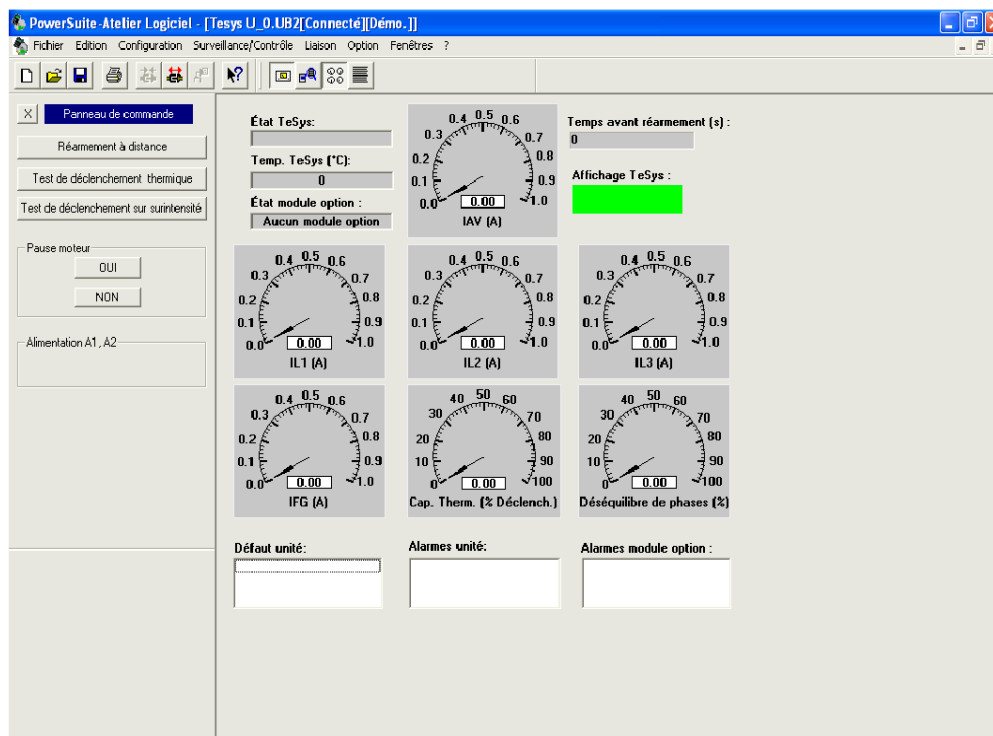 PowerSuite-Atelier Logiciel - [Tesys U_0.UB2[Connecté][Démo.]]
Fichier Edition Configuration Surveillance/Contrôle Liaison Option Fenêtres ?
X Panneau de commande
Réarmement à distance
Test de déclenchement thermique
Test de déclenchement sur surintensité
Pause moteur
OUI
NON
Alimentation A1, A2
État TeSys:
Temp. TeSys (°C):
0
État module option :
Aucun module option
0.0 0.1 0.2 0.3 0.4 0.5 0.6 0.7 0.8 0.9 1.0
0.00
IAV (A)
Temps avant réarmement (s) :
0
Affichage TeSys :
0.0 0.1 0.2 0.3 0.4 0.5 0.6 0.7 0.8 0.9 1.0
0.00
IL1 (A)
0.0 0.1 0.2 0.3 0.4 0.5 0.6 0.7 0.8 0.9 1.0
0.00
IL2 (A)
0.0 0.1 0.2 0.3 0.4 0.5 0.6 0.7 0.8 0.9 1.0
0.00
IL3 (A)
0.0 0.1 0.2 0.3 0.4 0.5 0.6 0.7 0.8 0.9 1.0
0.00
IFG (A)
0 10 20 30 40 50 60 70 80 90 100
0.00
Cap. Therm. (% Déclench.)
0 10 20 30 40 50 60 70 80 90 100
0.00
Déséquilibre de phases (%)
Défaut unité:
Alarmes unité:
Alarmes module option :